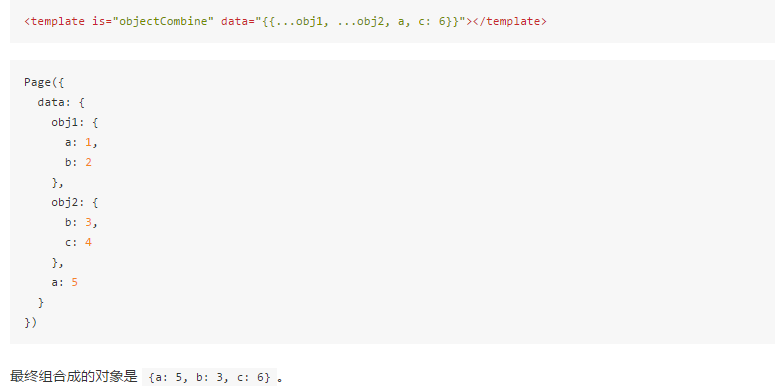 <template is="objectCombine" data="{{...obj1, ...obj2, a, c: 6}}"></template>
Page({
  data: {
    obj1: {
      a: 1,
      b: 2
    },
    obj2: {
      b: 3,
      c: 4
    },
    a: 5
  }
})
最终组合成的对象是 {a: 5, b: 3, c: 6} 。